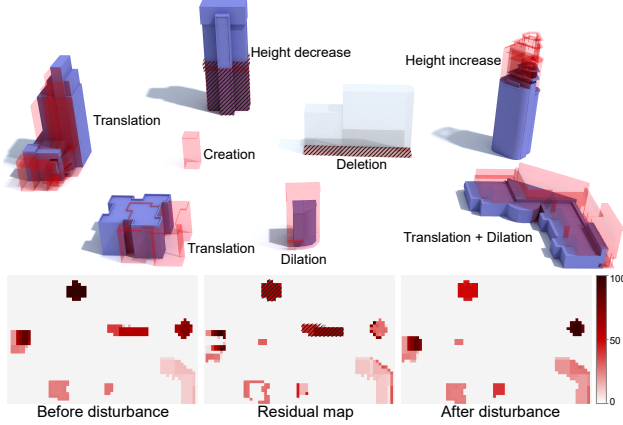 Height decrease
Height increase
Translation
Creation
Deletion
Translation
Dilation
Translation + Dilation
100
50
0
Before disturbance
Residual map
After disturbance